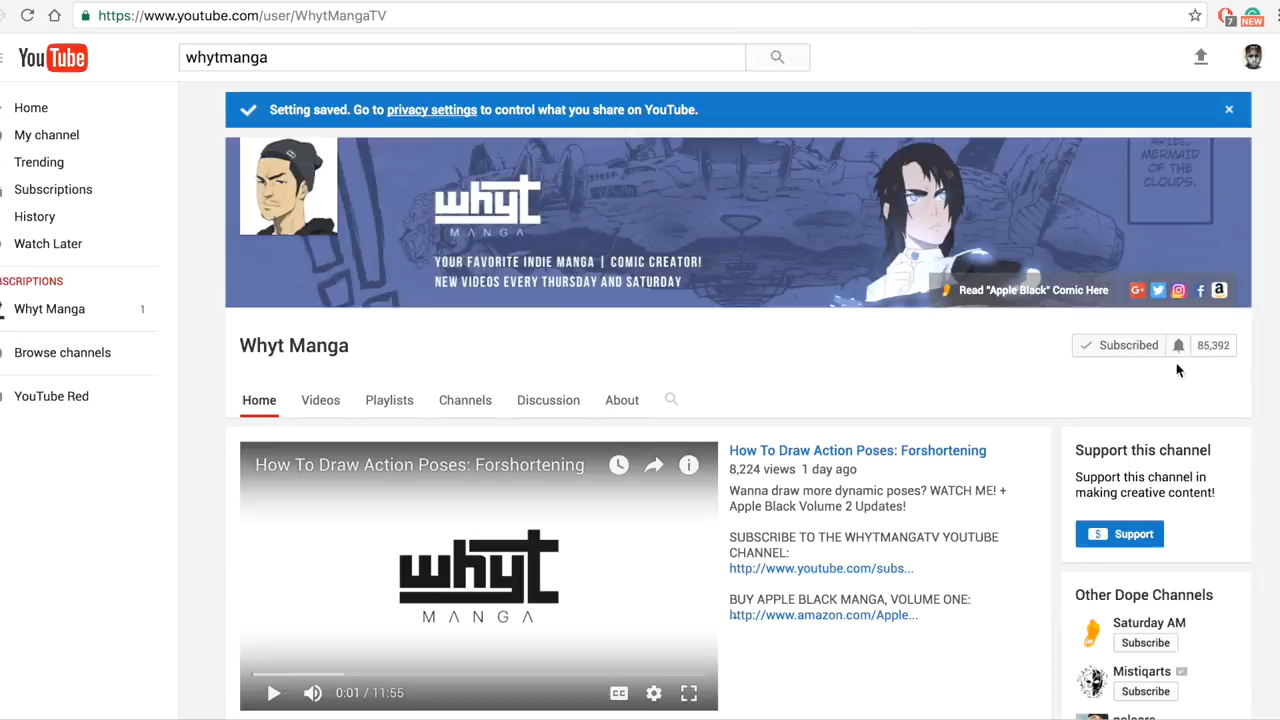 https://www.youtube.com/user/WhytMangaTV
7
NEW
YouTube
whytmanga
Home
My channel
Trending
Subscriptions
History
Watch Later
SCRIPTIONS
Whyt Manga 1
Browse channels
YouTube Red
Setting saved. Go to privacy settings to control what you share on YouTube.
MERMAID
OF THE
CLOUDS.
whyt
MANGA
YOUR FAVORITE INDIE MANGA | COMIC CREATOR!
NEW VIDEOS EVERY THURSDAY AND SATURDAY
Read "Apple Black" Comic Here
Whyt Manga
Subscribed 85,392
Home Videos Playlists Channels Discussion About
How To Draw Action Poses: Forshortening
whyt
MANGA
0:01 / 11:55
CC
How To Draw Action Poses: Forshortening
8,224 views 1 day ago
Wanna draw more dynamic poses? WATCH ME! +
Apple Black Volume 2 Updates!
SUBSCRIBE TO THE WHYTMANGATV YOUTUBE
CHANNEL:
http://www.youtube.com/subs...
BUY APPLE BLACK MANGA, VOLUME ONE:
http://www.amazon.com/Apple...
Support this channel
Support this channel in
making creative content!
$ Support
Other Dope Channels
Saturday AM
Subscribe
Mistiqarts
Subscribe